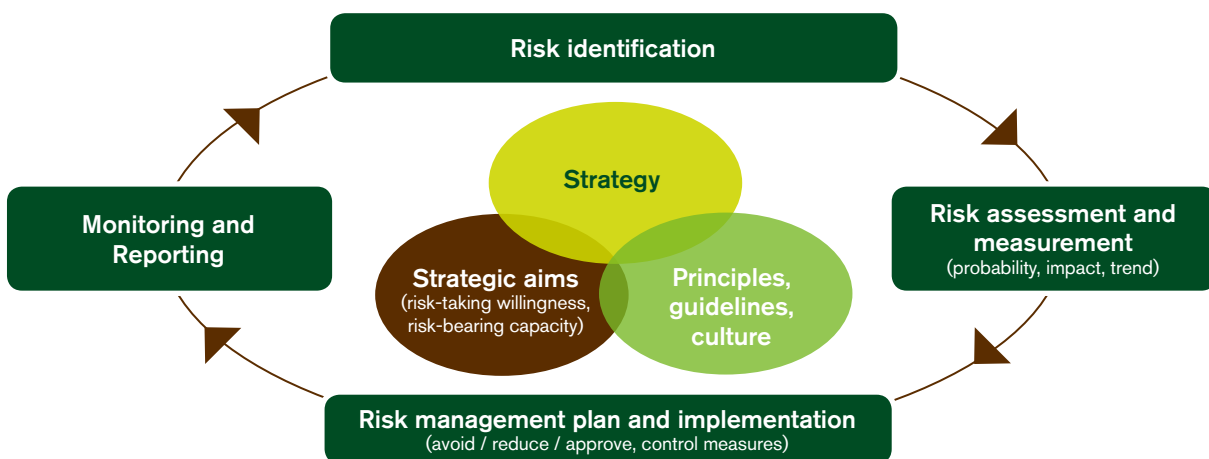 Risk identification
Strategy
Monitoring and
Reporting
Risk assessment and
measurement
(probability, impact, trend)
Strategic aims
(risk-taking willingness,
risk-bearing capacity)
Principles,
guidelines,
culture
Risk management plan and implementation
(avoid / reduce / approve, control measures)